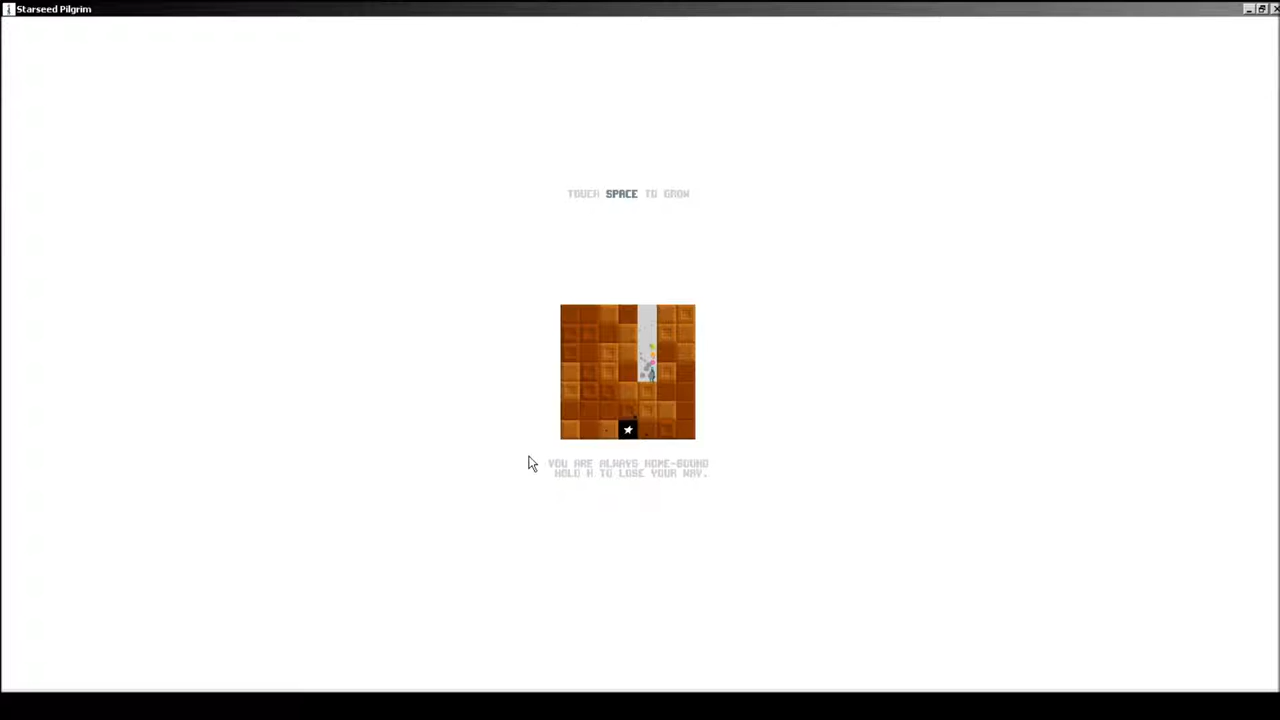 Starseed Pilgrim
TOUCH SPACE TO GROW
YOU ARE ALWAYS HOME-BOUND
HOLD H TO LOSE YOUR WAY.